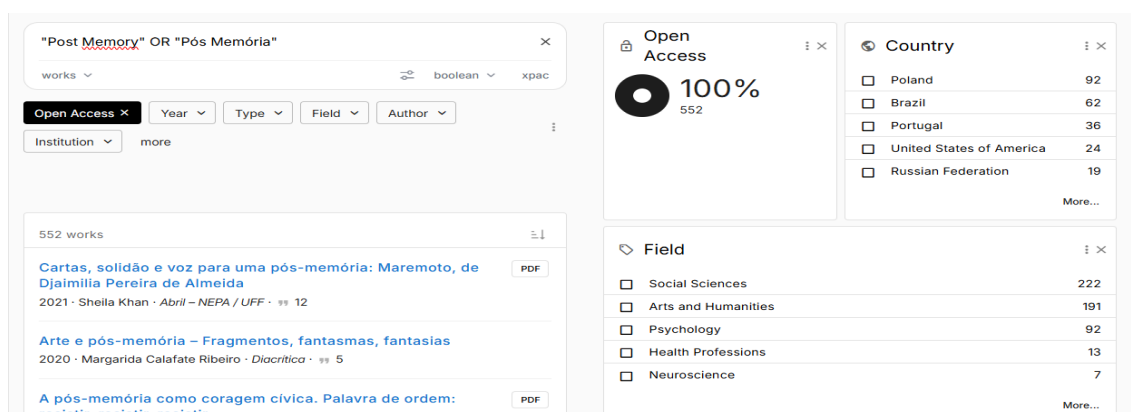 "Post Memory" OR "Pós Memória"
works
boolean
xpac
Open Access ×
Year
Type
Field
Author
Institution
more
552 works
Cartas, solidão e voz para uma pós-memória: Maremoto, de
Djaimilia Pereira de Almeida
PDF
2021 · Sheila Khan · Abril – NEPA / UFF · 12
Arte e pós-memória – Fragmentos, fantasmas, fantasias
2020 · Margarida Calafate Ribeiro · Diacrítica · 5
A pós-memória como coragem cívica. Palavra de ordem:
PDF
Open
Access
100%
552
Country
Poland 92
Brazil 62
Portugal 36
United States of America 24
Russian Federation 19
More...
Field
Social Sciences 222
Arts and Humanities 191
Psychology 92
Health Professions 13
Neuroscience 7
More...